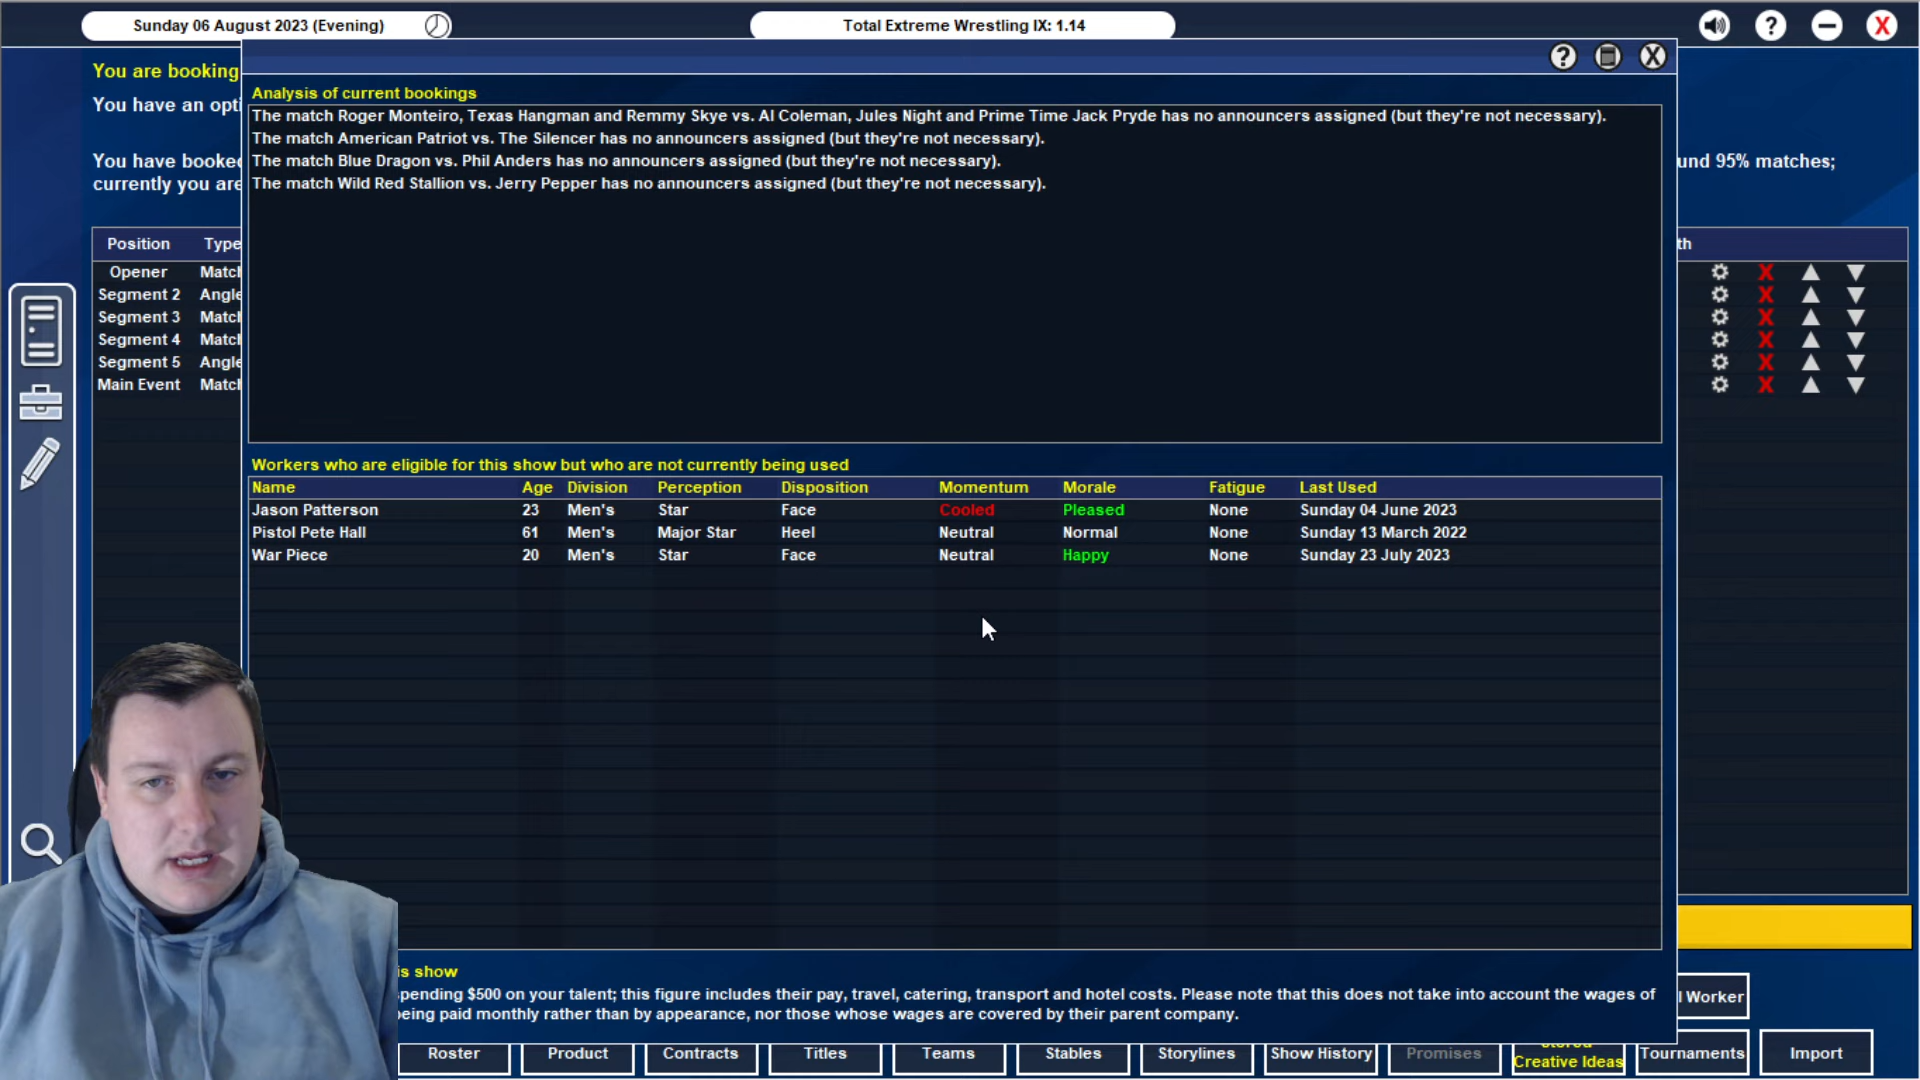 Sunday 06 August 2023 (Evening)
Total Extreme Wrestling IX: 1.14
?
X
You are booking
? X
Analysis of current bookings
You have an opti
The match Roger Monteiro, Texas Hangman and Remmy Skye vs. Al Coleman, Jules Night and Prime Time Jack Pryde has no announcers assigned (but they're not necessary).
The match American Patriot vs. The Silencer has no announcers assigned (but they're not necessary).
You have booked
The match Blue Dragon vs. Phil Anders has no announcers assigned (but they're not necessary).
und 95% matches;
currently you are
The match Wild Red Stallion vs. Jerry Pepper has no announcers assigned (but they're not necessary).
Position Type
th
Opener Match
X
Segment 2 Angle
X
Segment 3 Match
X
Segment 4 Match
X
Segment 5 Angle
X
Main Event Match
X
Workers who are eligible for this show but who are not currently being used
Name Age Division Perception Disposition Momentum Morale Fatigue Last Used
Jason Patterson 23 Men's Star Face Cooled Pleased None Sunday 04 June 2023
Pistol Pete Hall 61 Men's Major Star Heel Neutral Normal None Sunday 13 March 2022
War Piece 20 Men's Star Face Neutral Happy None Sunday 23 July 2023
is show
pending $500 on your talent; this figure includes their pay, travel, catering, transport and hotel costs. Please note that this does not take into account the wages of
being paid monthly rather than by appearance, nor those whose wages are covered by their parent company.
l Worker
Roster Product Contracts Titles Teams Stables Storylines Show History Promises Stored Creative Ideas Tournaments Import